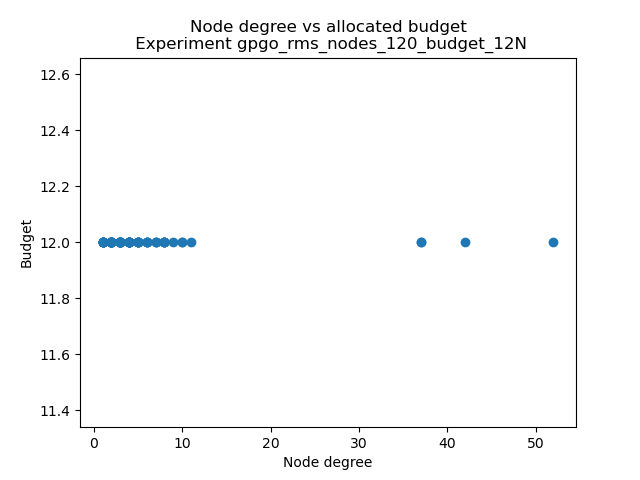 Node degree vs allocated budget
Experiment gpgo_rms_nodes_120_budget_12N
12.6
12.4
12.2
12.0
11.8
11.6
11.4
Budget
0 10 20 30 40 50
Node degree